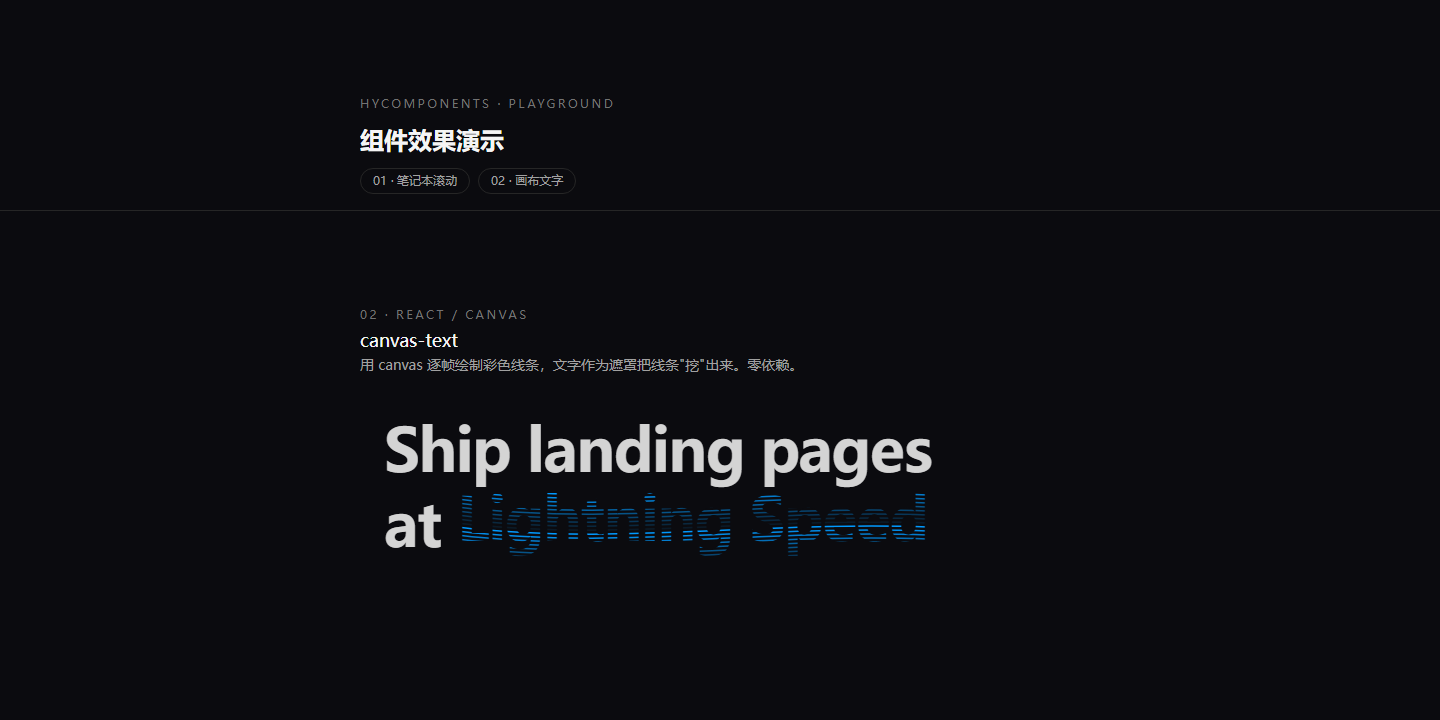 HYCOMPONENTS · PLAYGROUND
组件效果演示
01 · 笔记本滚动 02 · 画布文字
02 · REACT / CANVAS
canvas-text
用 canvas 逐帧绘制彩色线条，文字作为遮罩把线条"挖"出来。零依赖。
Ship landing pages
at Lightning Speed